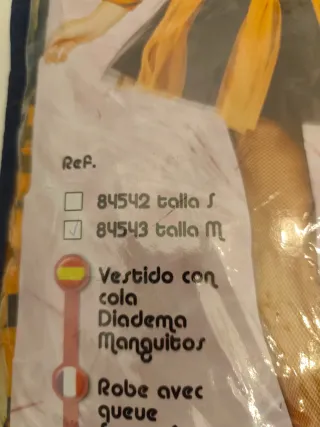 Ref.
84542 talla S
84543 talla M
Vestido con
cola
Diadema
Manguitos
Robe avec
queue